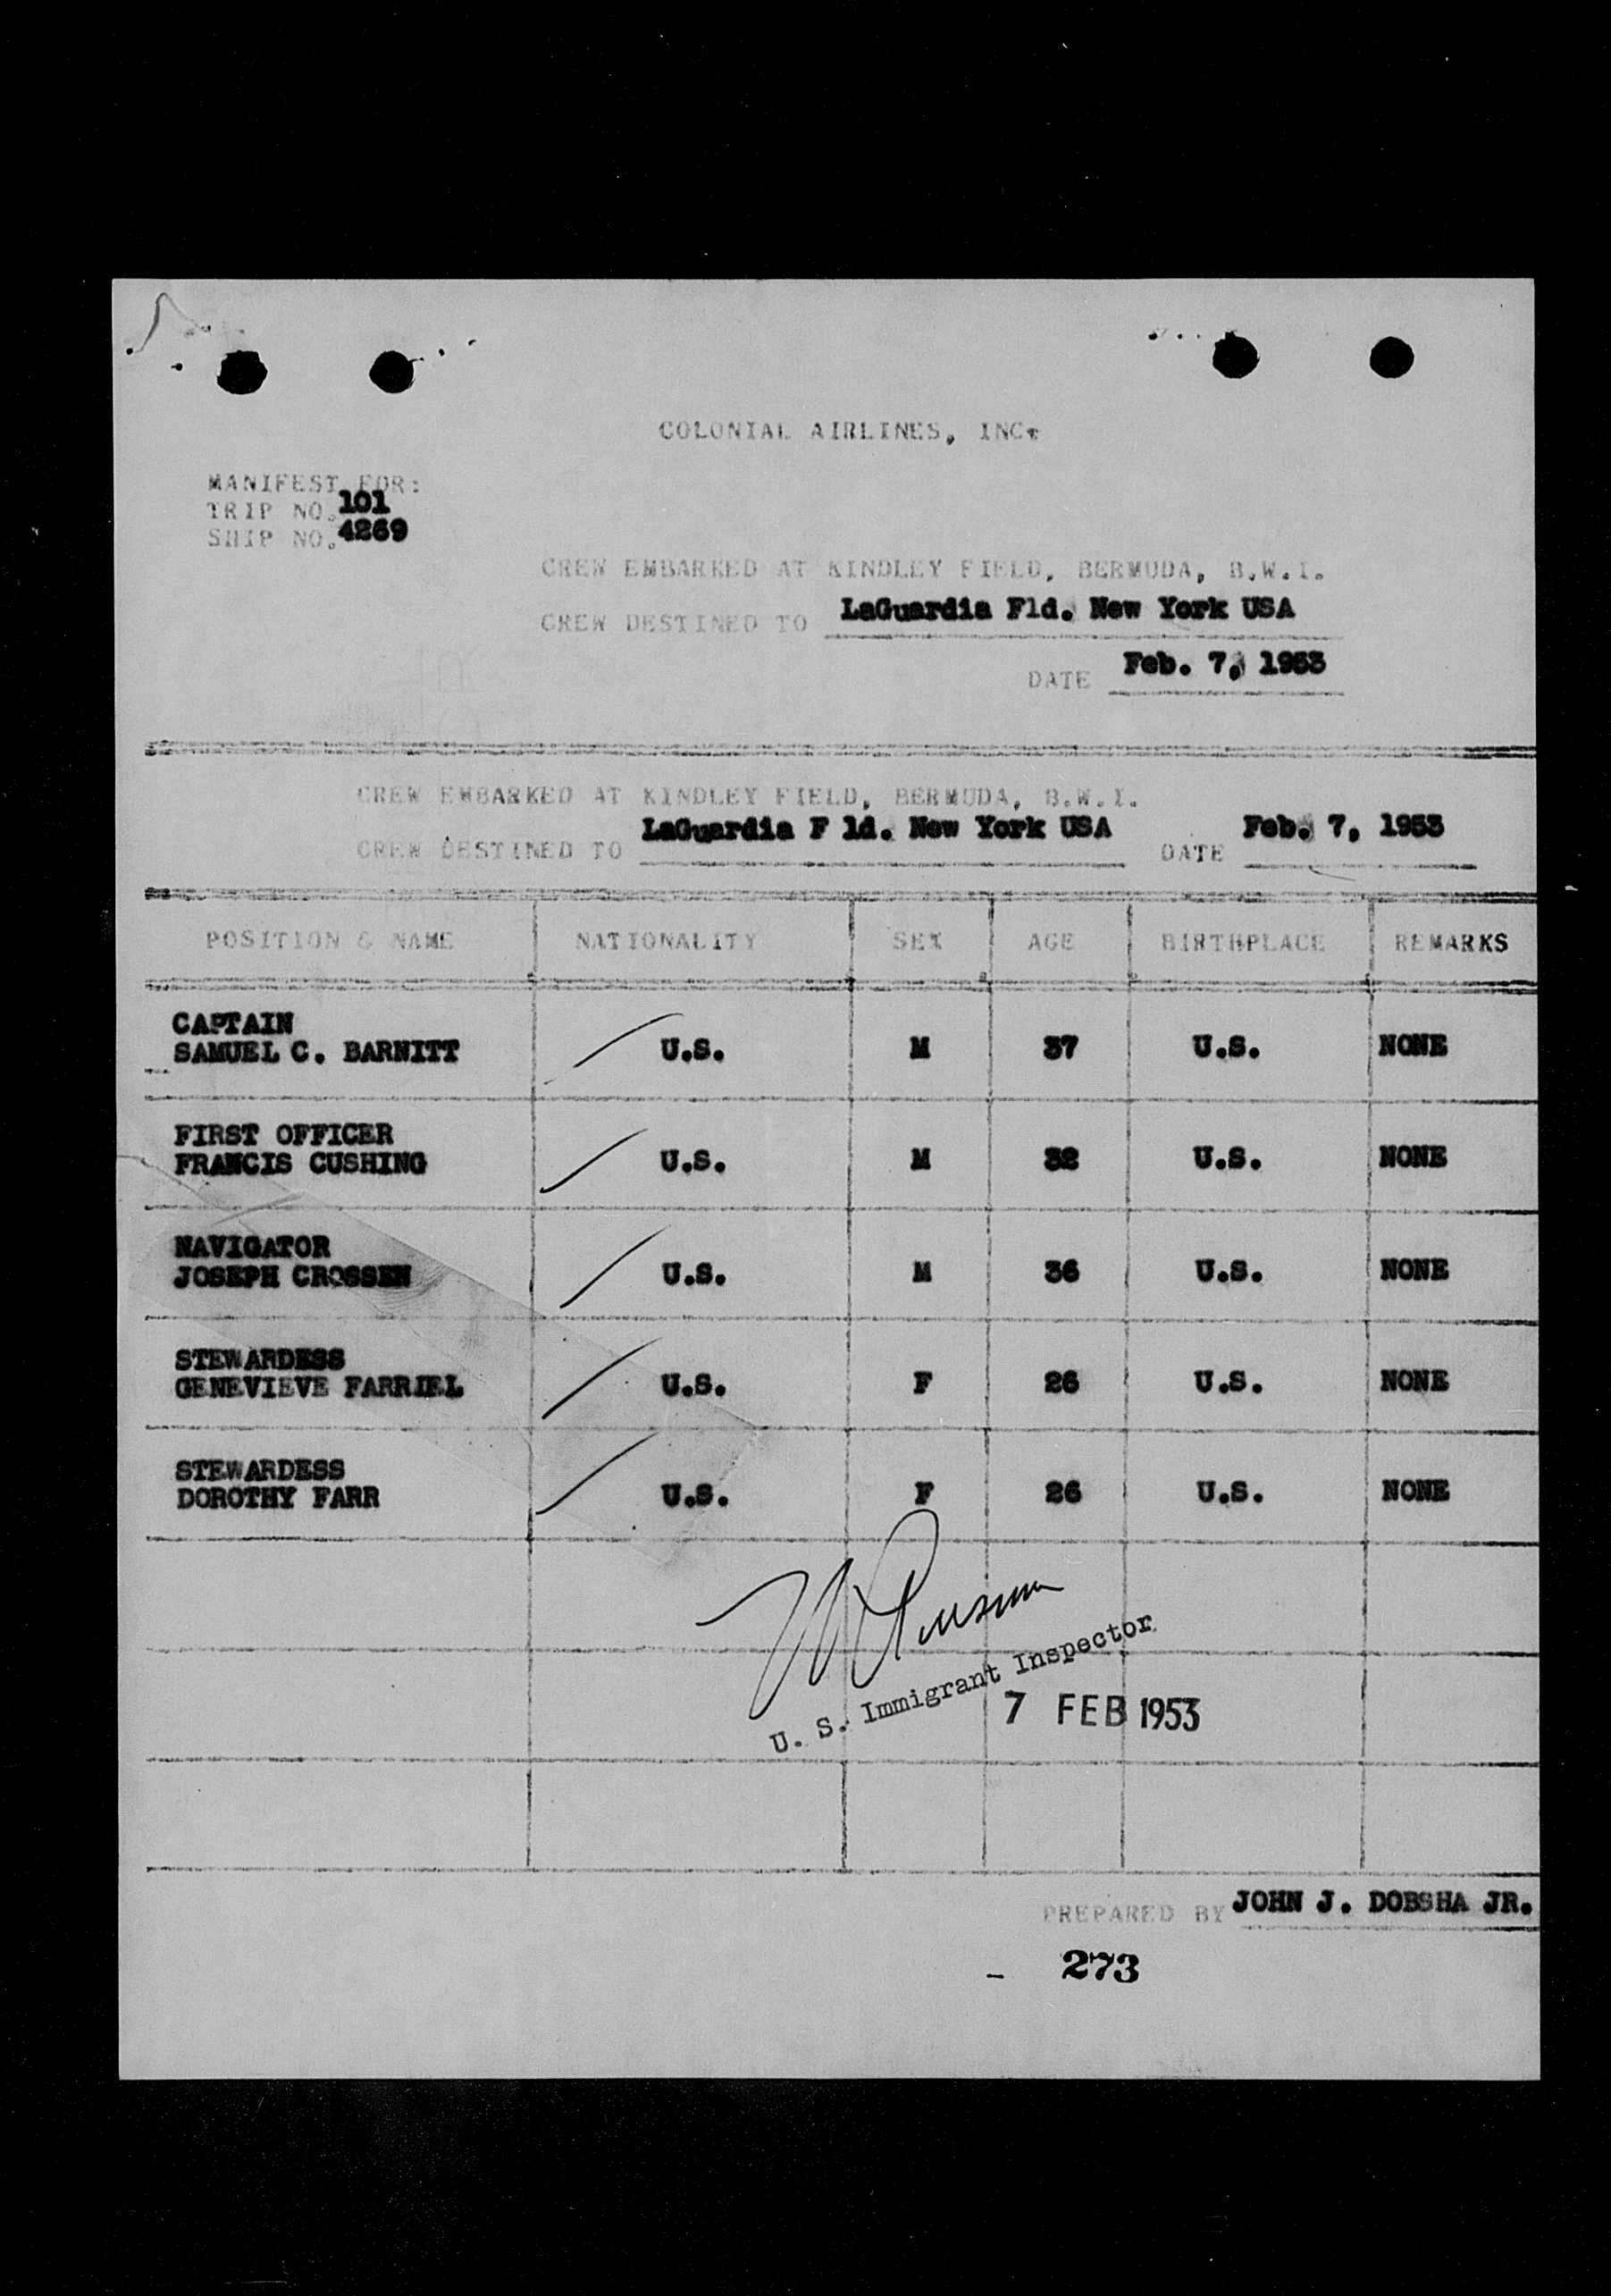 COLONIAL AIRLINES, INC.
MANIFEST FOR:
TRIP NO. 101
SHIP NO. 4269
CREW EMBARKED AT KINDLEY FIELD, BERMUDA, B.W.I.
CREW DESTINED TO LaGuardia Fld. New York USA
DATE Feb. 7, 1953
CREW EMBARKED AT KINDLEY FIELD, BERMUDA, B.W.I.
CREW DESTINED TO LaGuardia F ld. New York USA DATE Feb. 7, 1953
POSITION & NAME NATIONALITY SEX AGE BIRTHPLACE REMARKS
CAPTAIN
SAMUEL C. BARNITT U.S. M 37 U.S. NONE
FIRST OFFICER
FRANCIS CUSHING U.S. M 32 U.S. NONE
NAVIGATOR
JOSEPH CROSSEN U.S. M 36 U.S. NONE
STEWARDESS
GENEVIEVE FARRIEL U.S. F 26 U.S. NONE
STEWARDESS
DOROTHY FARR U.S. F 26 U.S. NONE
U. S. Immigrant Inspector
7 FEB 1953
PREPARED BY JOHN J. DOBSHA JR.
- 273